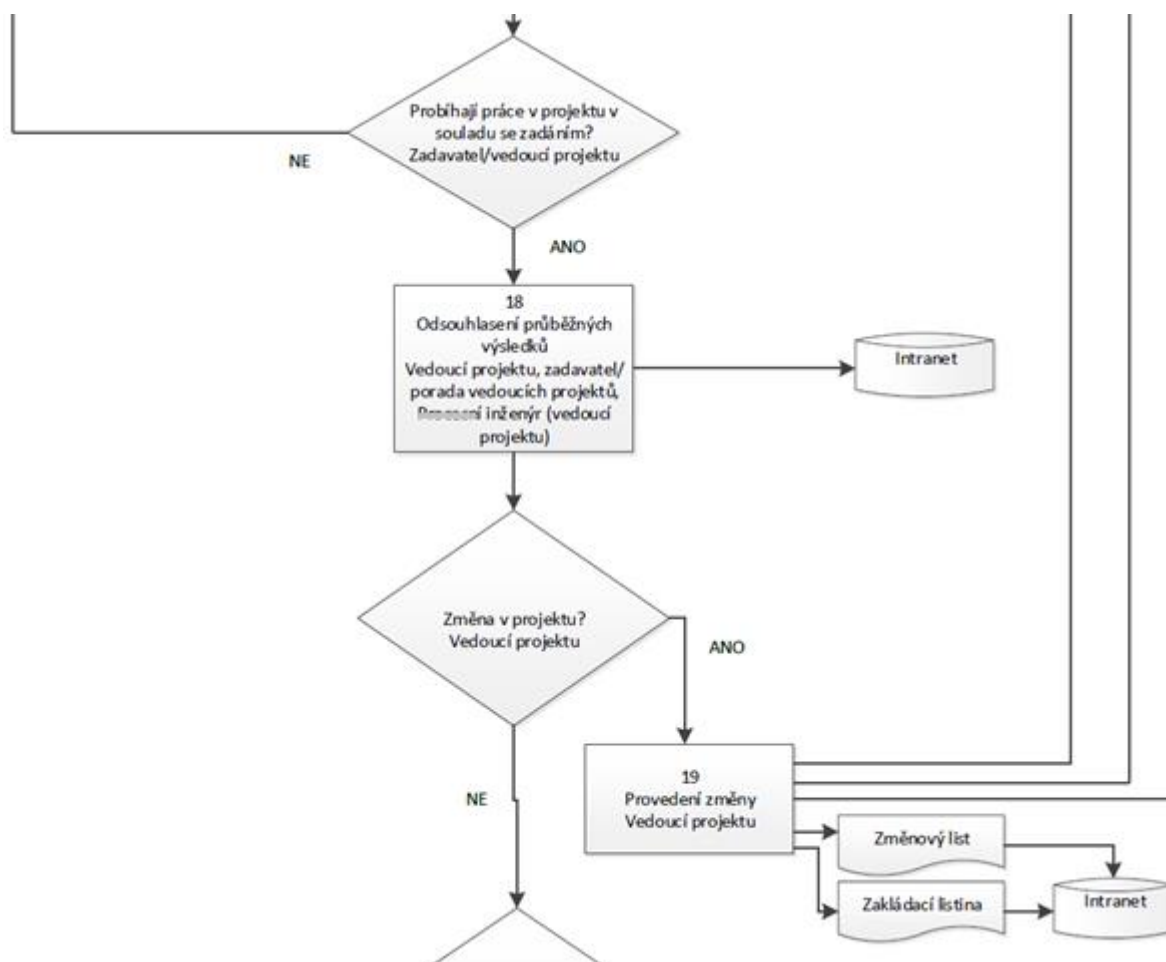 Probíhají práce v projektu v
souladu se zadáním?
Zadavatel/vedoucí projektu
NE
ANO
18
Odsouhlasení průběžných
výsledků
Vedoucí projektu, zadavatel/
porada vedoucích projektů,
inženýr (vedoucí
projektu)
Intranet
Změna v projektu?
Vedoucí projektu
ANO
NE
19
Provedení změny
Vedoucí projektu
Změnový list
Zakládací listina
Intranet